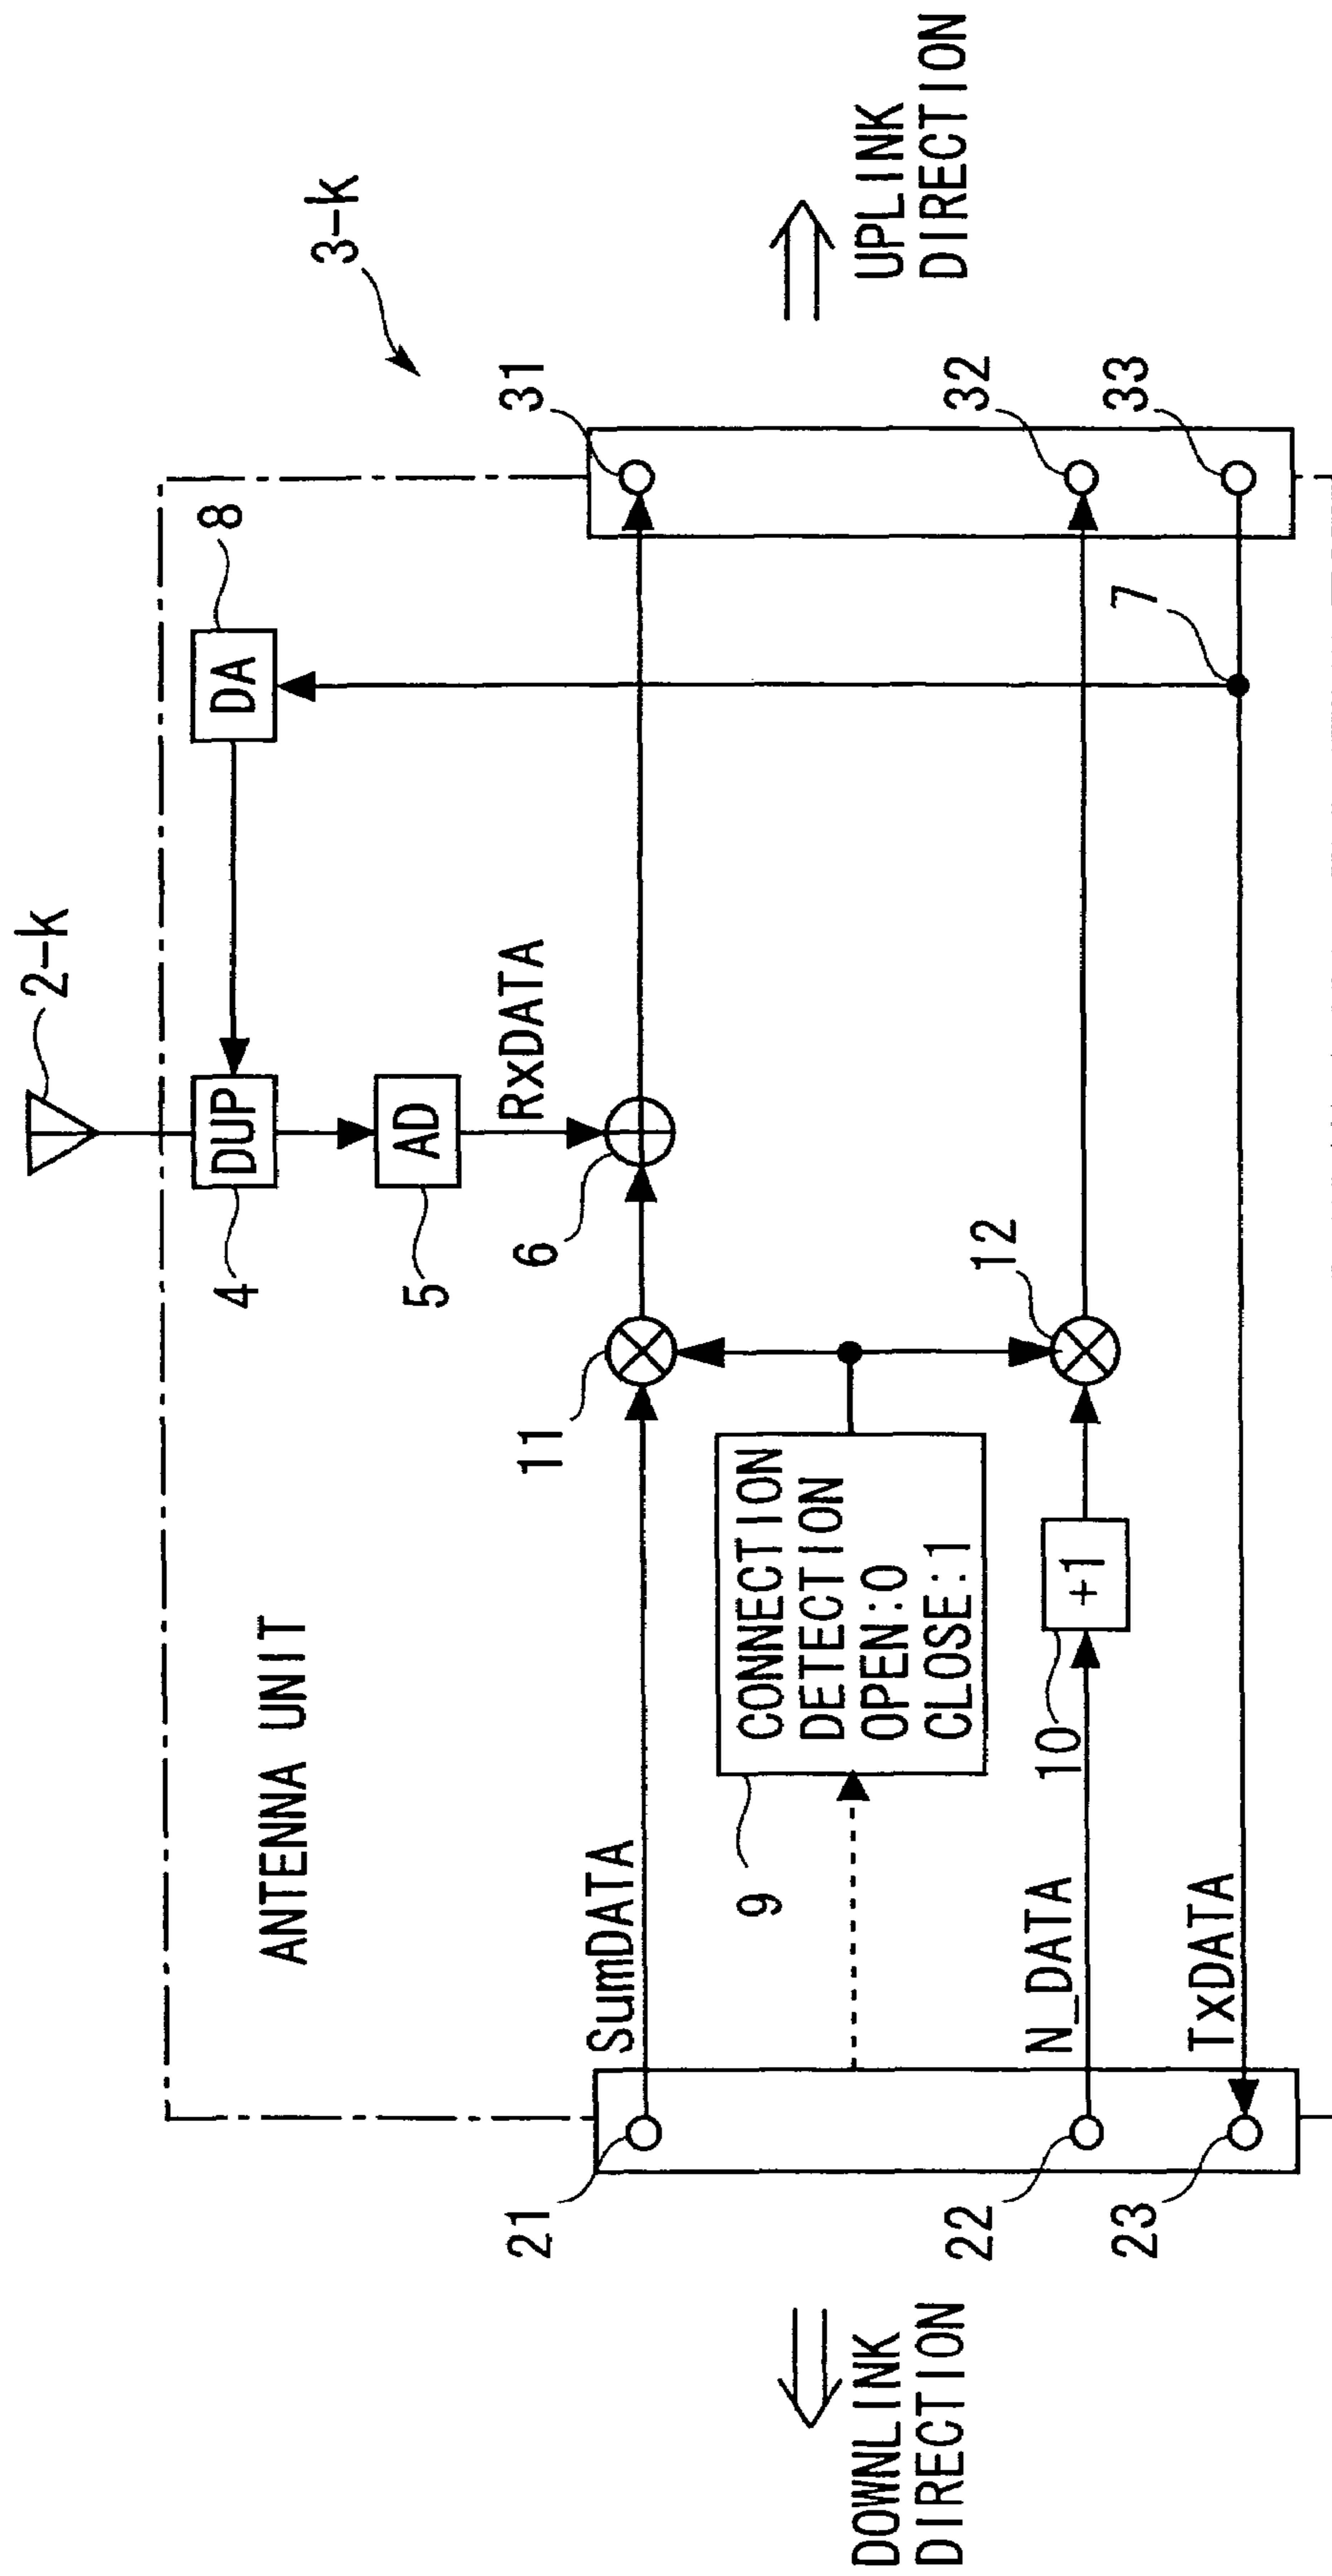 2-k
3-k
ANTENNA UNIT
DUP
4
DA
8
AD
5
RxDATA
SumDATA
11
6
31
21
CONNECTION
DETECTION
OPEN:0
CLOSE:1
9
DOWNLINK
DIRECTION
UPLINK
DIRECTION
N_DATA
10
+1
12
32
22
TxDATA
7
33
23